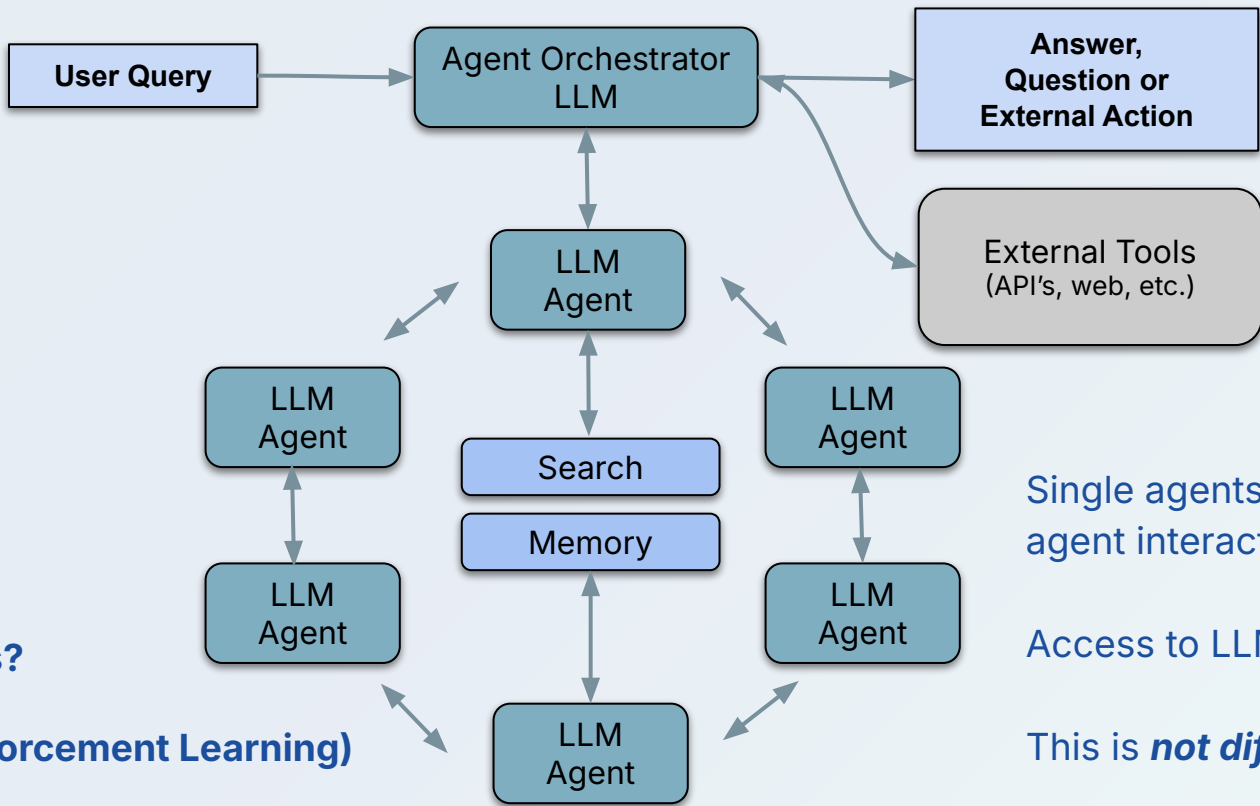 User Query
Agent Orchestrator
LLM
Answer,
Question or
External Action
LLM
Agent
External Tools
(API's, web, etc.)
LLM
Agent
LLM
Agent
Search
Memory
Single agents
agent interac
LLM
Agent
LLM
Agent
s?
Access to LL
orcement Learning)
LLM
Agent
This is not dif